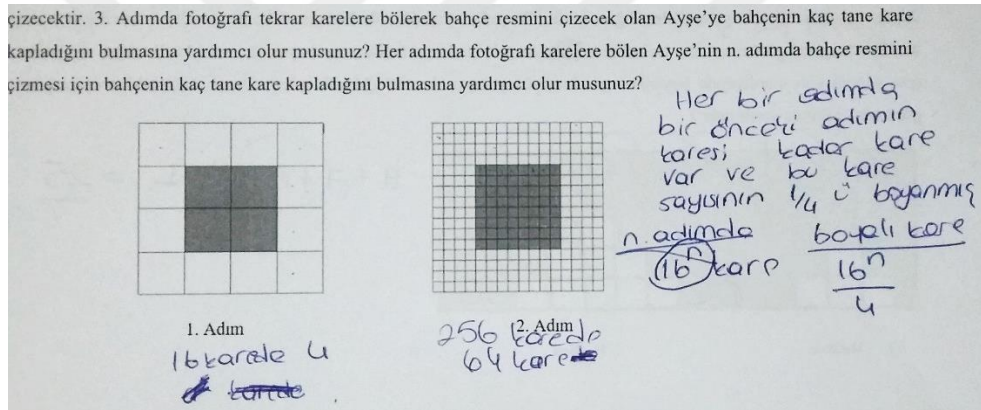 çizecektir. 3. Adımda fotoğrafı tekrar karelere bölerek bahçe resmini çizecek olan Ayşe'ye bahçenin kaç tane kare
kapladığını bulmasına yardımcı olur musunuz? Her adımda fotoğrafı karelere bölen Ayşe'nin n. adımda bahçe resmini
çizmesi için bahçenin kaç tane kare kapladığını bulmasına yardımcı olur musunuz?
Her bir adımda
bir önceki adımın
karesi kadar kare
var ve bu kare
sayısının 1/4 ü boyanmış
n. adımda
16^n kare
boyalı kare
16^n
4
1. Adım
16 karede 4
2. Adım
256 karede
64 kare